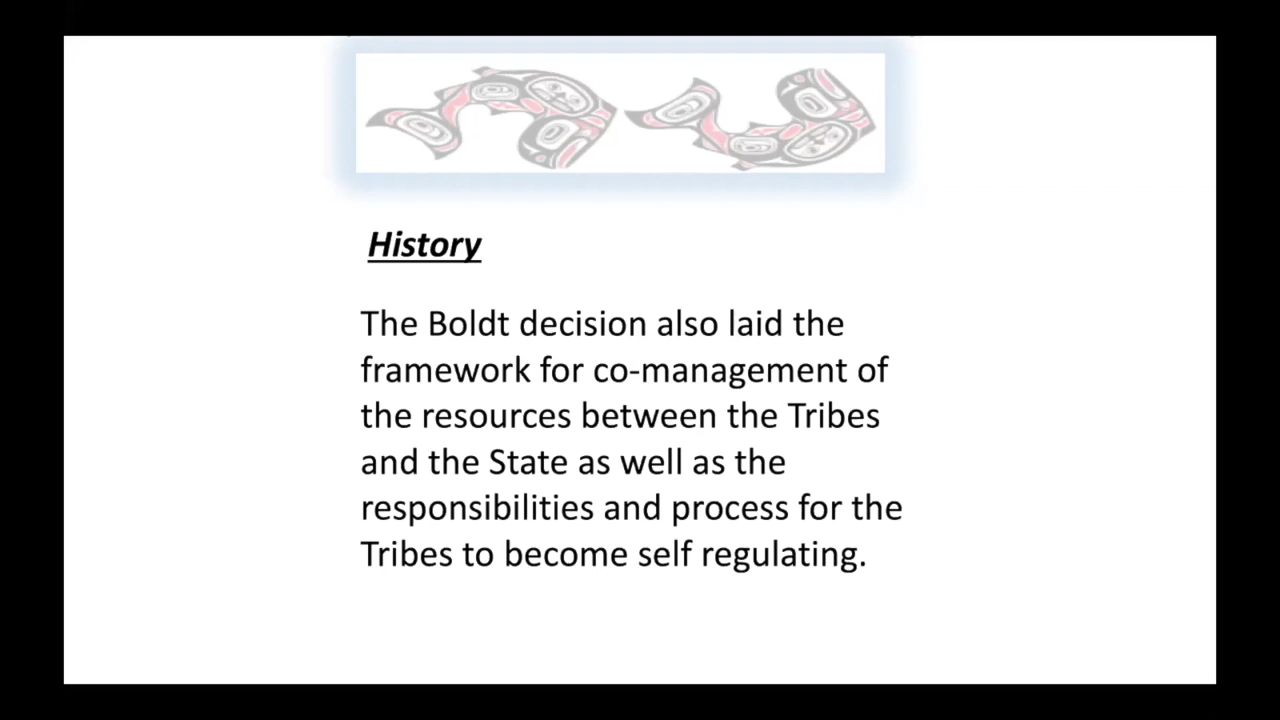 History
The Boldt decision also laid the
framework for co-management of
the resources between the Tribes
and the State as well as the
responsibilities and process for the
Tribes to become self regulating.